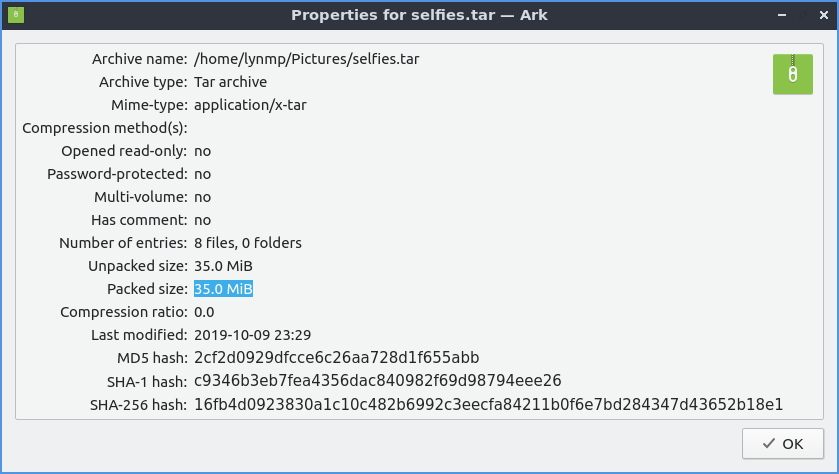 Properties for selfies.tar — Ark
Archive name: /home/lynmp/Pictures/selfies.tar
Archive type: Tar archive
Mime-type: application/x-tar
Compression method(s):
Opened read-only: no
Password-protected: no
Multi-volume: no
Has comment: no
Number of entries: 8 files, 0 folders
Unpacked size: 35.0 MiB
Packed size: 35.0 MiB
Compression ratio: 0.0
Last modified: 2019-10-09 23:29
MD5 hash: 2cf2d0929dfcce6c26aa728d1f655abb
SHA-1 hash: c9346b3eb7fea4356dac840982f69d98794eee26
SHA-256 hash: 16fb4d0923830a1c10c482b6992c3eecfa84211b0f6e7bd284347d43652b18e1
OK